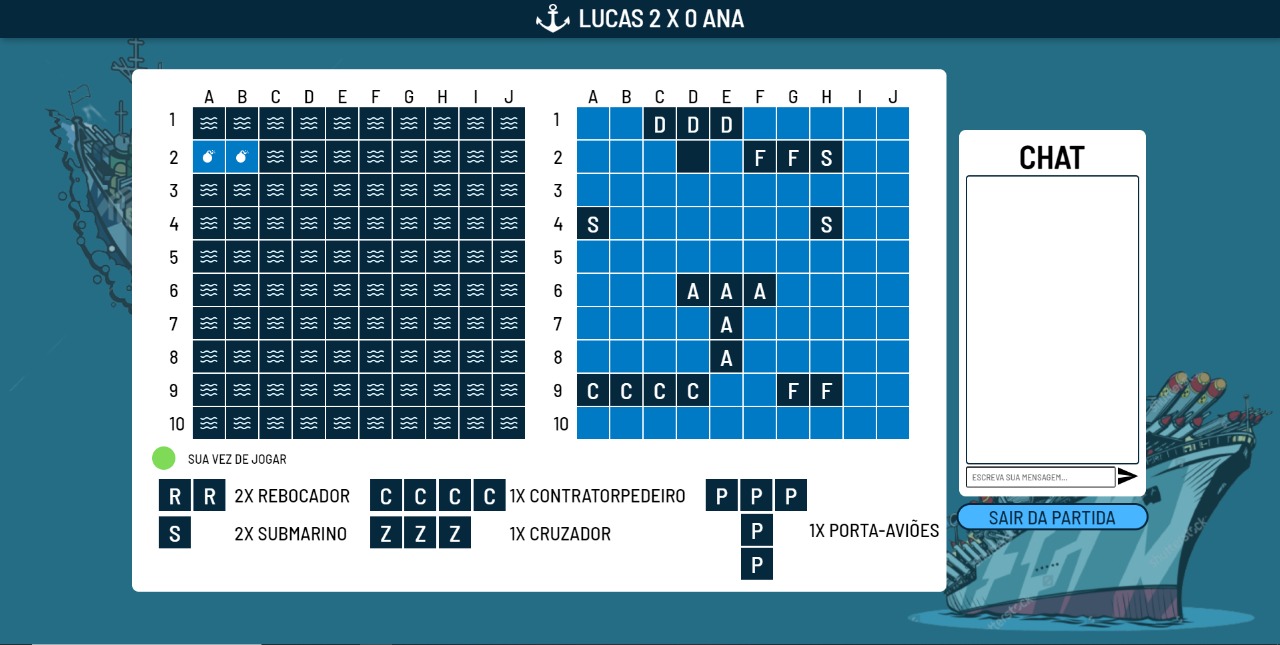 LUCAS 2 X 0 ANA
A B C D E F G H I J
1
2
3
4
5
6
7
8
9
10
A B C D E F G H I J
1 D D D
2 F F S
3
4 S S
5
6 A A A
7 A
8 A
9 C C C C F F
10
SUA VEZ DE JOGAR
R R 2X REBOCADOR
S 2X SUBMARINO
C C C C 1X CONTRATORPEDEIRO
Z Z Z 1X CRUZADOR
P P P
P 1X PORTA-AVIÕES
P
CHAT
ESCREVA SUA MENSAGEM...
SAIR DA PARTIDA
shutterstock